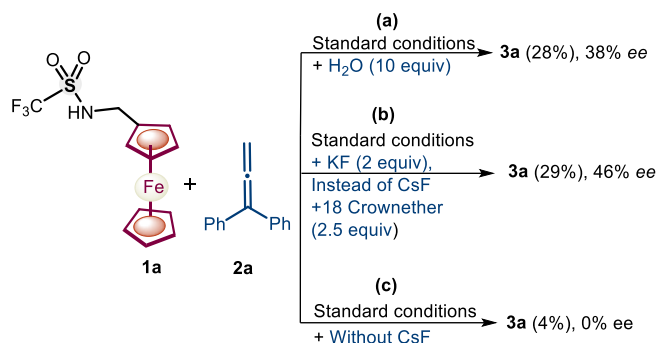 (a)
Standard conditions
+ H₂O (10 equiv)
3a (28%), 38% ee
(b)
Standard conditions
+ KF (2 equiv),
Instead of CsF
+18 Crownether
(2.5 equiv)
3a (29%), 46% ee
(c)
Standard conditions
+ Without CsF
3a (4%), 0% ee
O O
S
F₃C HN
Fe
+
Ph Ph
1a 2a